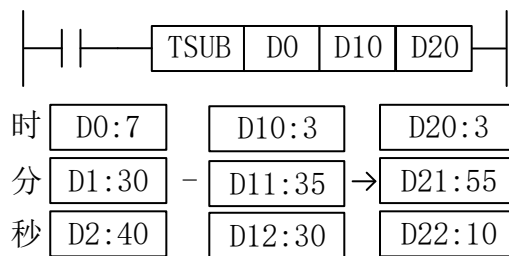 TSUB D0 D10 D20
时 D0:7 D10:3 D20:3
分 D1:30 - D11:35 → D21:55
秒 D2:40 D12:30 D22:10